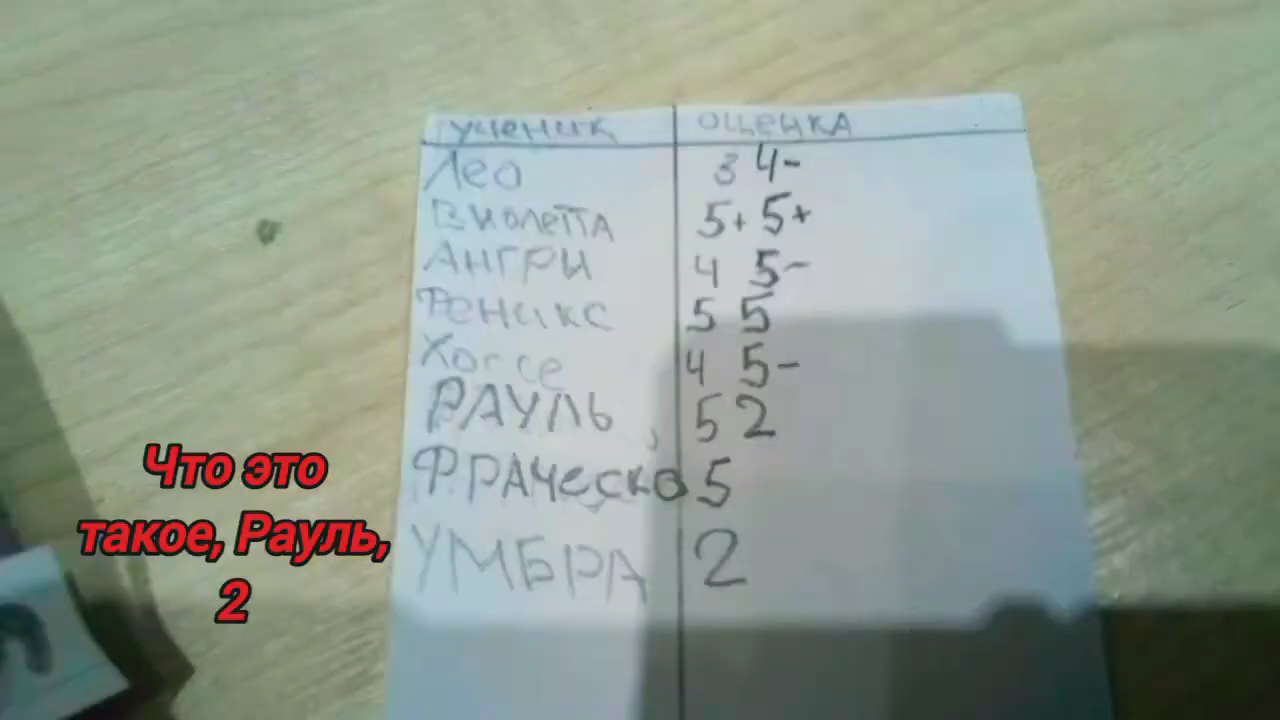 ученик оценка
Лео 3 4-
Виолетта 5+ 5+
Ангри 4 5-
Феникс 5 5
Хоссе 4 5-
РАУЛЬ 5 2
ФРАЧЕСКО 5
УМБРА 2
Что это
такое, Рауль,
2